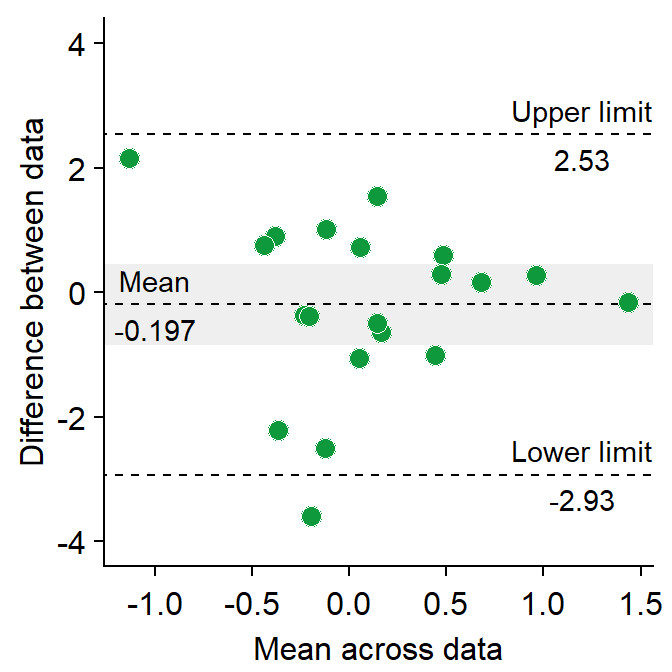 4
2
0
-2
-4
Difference between data
Upper limit
2.53
Mean
-0.197
Lower limit
-2.93
-1.0 -0.5 0.0 0.5 1.0 1.5
Mean across data